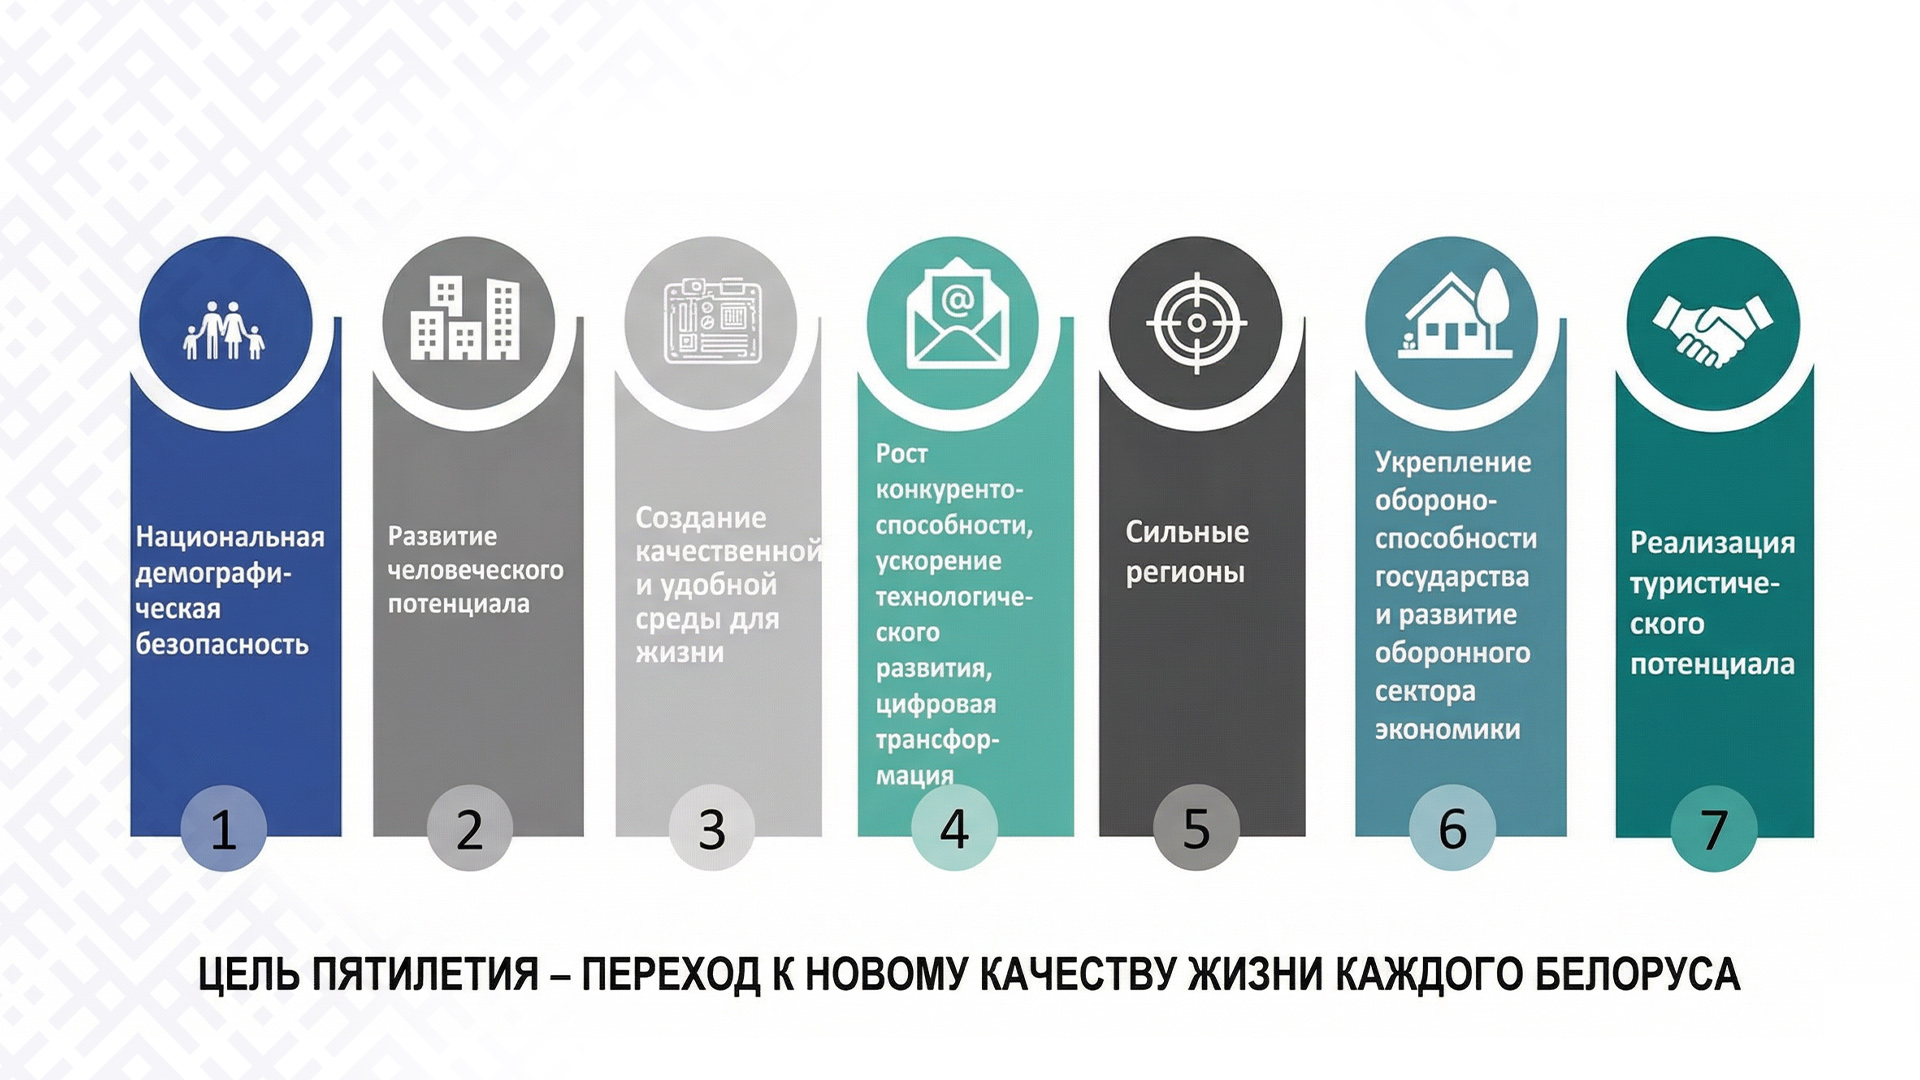 @
Национальная
демографи-
ческая
безопасность
1
Развитие
человеческого
потенциала
2
Создание
качественной
и удобной
среды для
жизни
3
Рост
конкуренто-
способности,
ускорение
технологиче-
ского
развития,
цифровая
трансфор-
мация
4
Сильные
регионы
5
Укрепление
обороно-
способности
государства
и развитие
оборонного
сектора
экономики
6
Реализация
туристиче-
ского
потенциала
7
ЦЕЛЬ ПЯТИЛЕТИЯ – ПЕРЕХОД К НОВОМУ КАЧЕСТВУ ЖИЗНИ КАЖДОГО БЕЛОРУСА